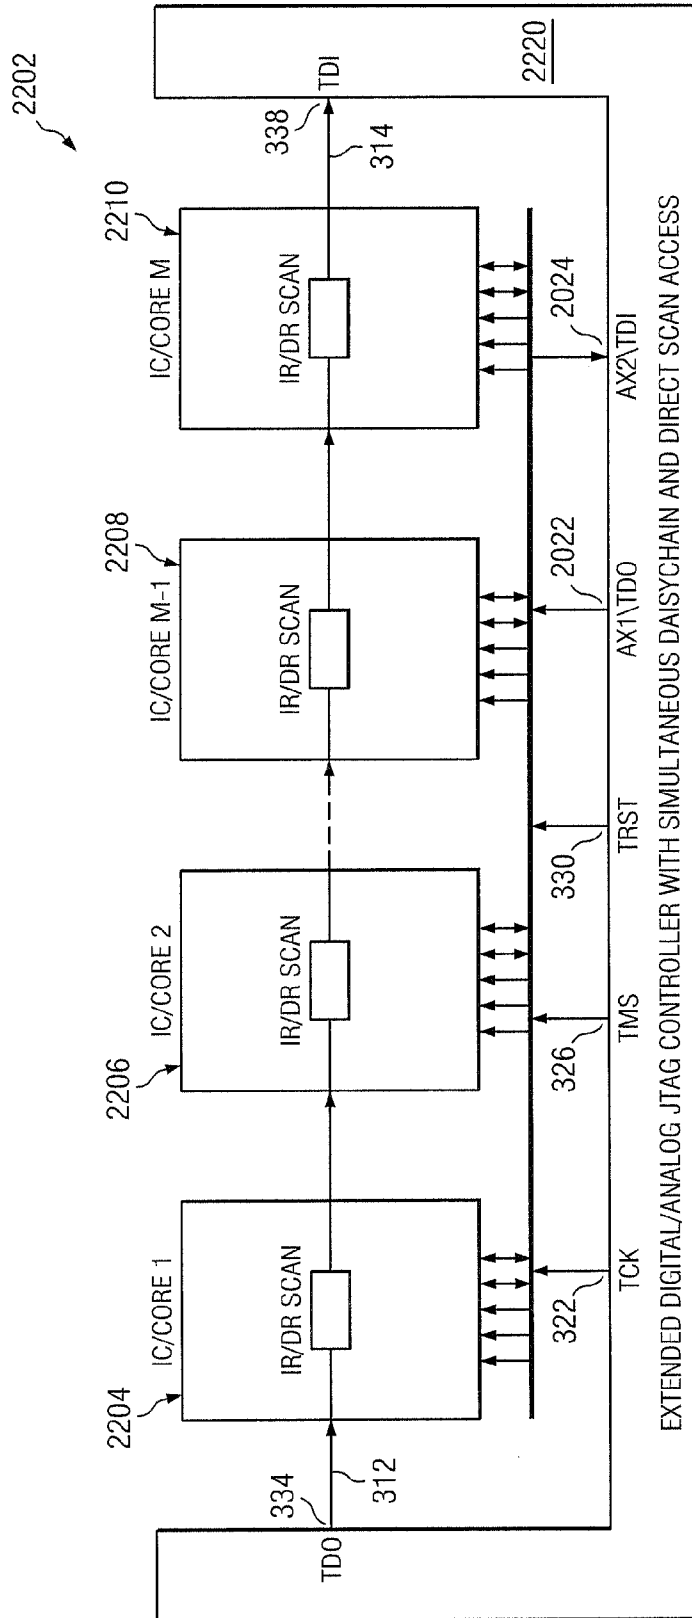 2202
2204
IC/CORE 1
2206
IC/CORE 2
2208
IC/CORE M-1
2210
IC/CORE M
IR/DR SCAN
IR/DR SCAN
IR/DR SCAN
IR/DR SCAN
334
TDO
312
338
TDI
314
2220
322
TCK
326
TMS
330
TRST
2022
AX1\TDO
2024
AX2\TDI
EXTENDED DIGITAL/ANALOG JTAG CONTROLLER WITH SIMULTANEOUS DAISYCHAIN AND DIRECT SCAN ACCESS